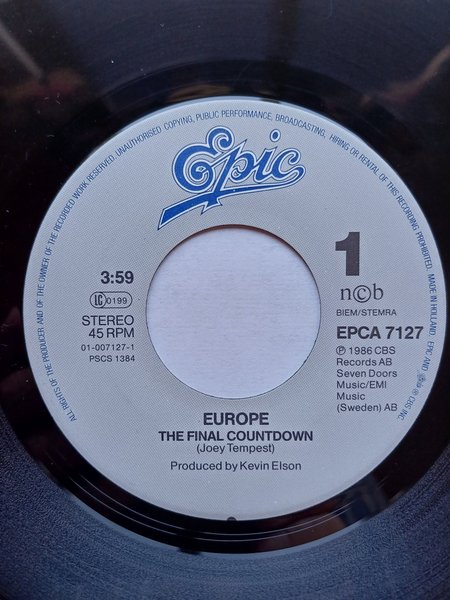 ALL RIGHTS OF THE PRODUCER AND OF THE OWNER OF THE RECORDED WORK RESERVED. UNAUTHORISED COPYING, PUBLIC PERFORMANCE, BROADCASTING, HIRING OR RENTAL OF THIS RECORDING PROHIBITED. MADE IN HOLLAND EPIC AND ® CBS INC.
Epic
3:59
1
LC 0199
n©b
BIEM/STEMRA
STEREO
45 RPM
EPCA 7127
01-007127-1
PSCS 1384
℗ 1986 CBS
Records AB
Seven Doors
Music/EMI
Music
(Sweden) AB
EUROPE
THE FINAL COUNTDOWN
(Joey Tempest)
Produced by Kevin Elson